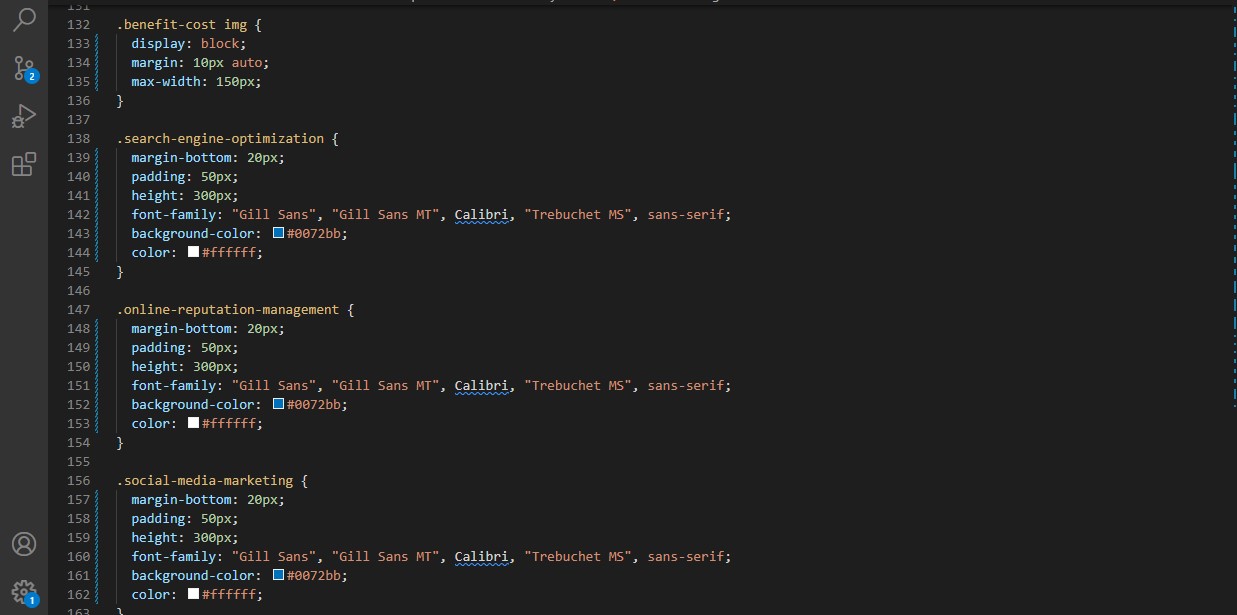 131
132 .benefit-cost img {
133 display: block;
134 margin: 10px auto;
135 max-width: 150px;
136 }
137
138 .search-engine-optimization {
139 margin-bottom: 20px;
140 padding: 50px;
141 height: 300px;
142 font-family: "Gill Sans", "Gill Sans MT", Calibri, "Trebuchet MS", sans-serif;
143 background-color: #0072bb;
144 color: #ffffff;
145 }
146
147 .online-reputation-management {
148 margin-bottom: 20px;
149 padding: 50px;
150 height: 300px;
151 font-family: "Gill Sans", "Gill Sans MT", Calibri, "Trebuchet MS", sans-serif;
152 background-color: #0072bb;
153 color: #ffffff;
154 }
155
156 .social-media-marketing {
157 margin-bottom: 20px;
158 padding: 50px;
159 height: 300px;
160 font-family: "Gill Sans", "Gill Sans MT", Calibri, "Trebuchet MS", sans-serif;
161 background-color: #0072bb;
162 color: #ffffff;
163 }
2
1